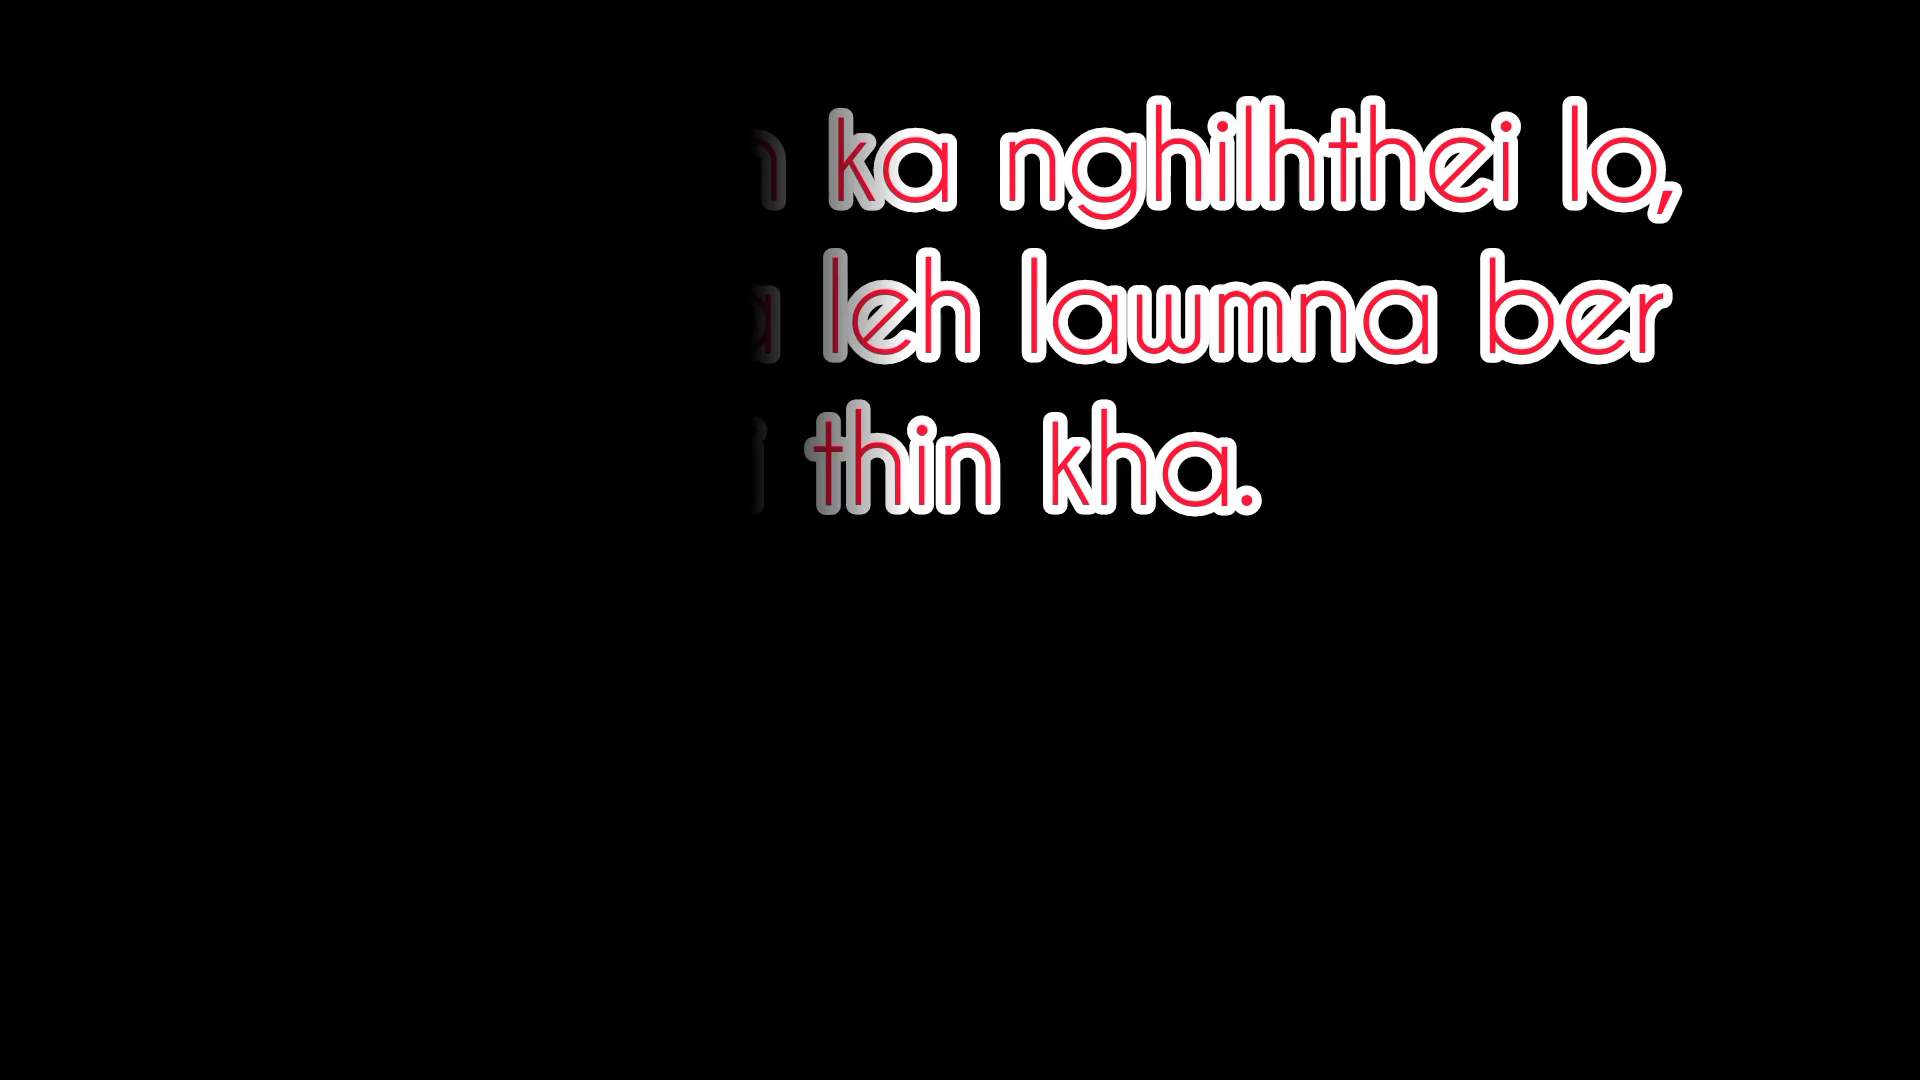 ka nghilhthei lo,
leh lawmna ber
thin kha.